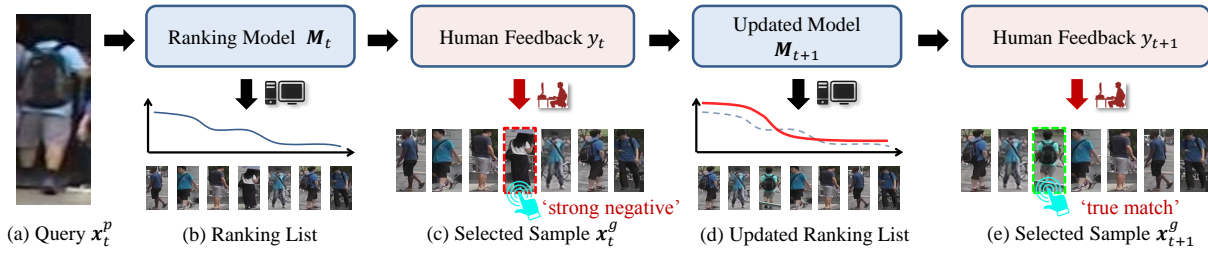 Ranking Model M_t
Human Feedback y_t
Updated Model
M_{t+1}
Human Feedback y_{t+1}
'strong negative'
'true match'
(a) Query x_t^p
(b) Ranking List
(c) Selected Sample x_t^g
(d) Updated Ranking List
(e) Selected Sample x_{t+1}^g